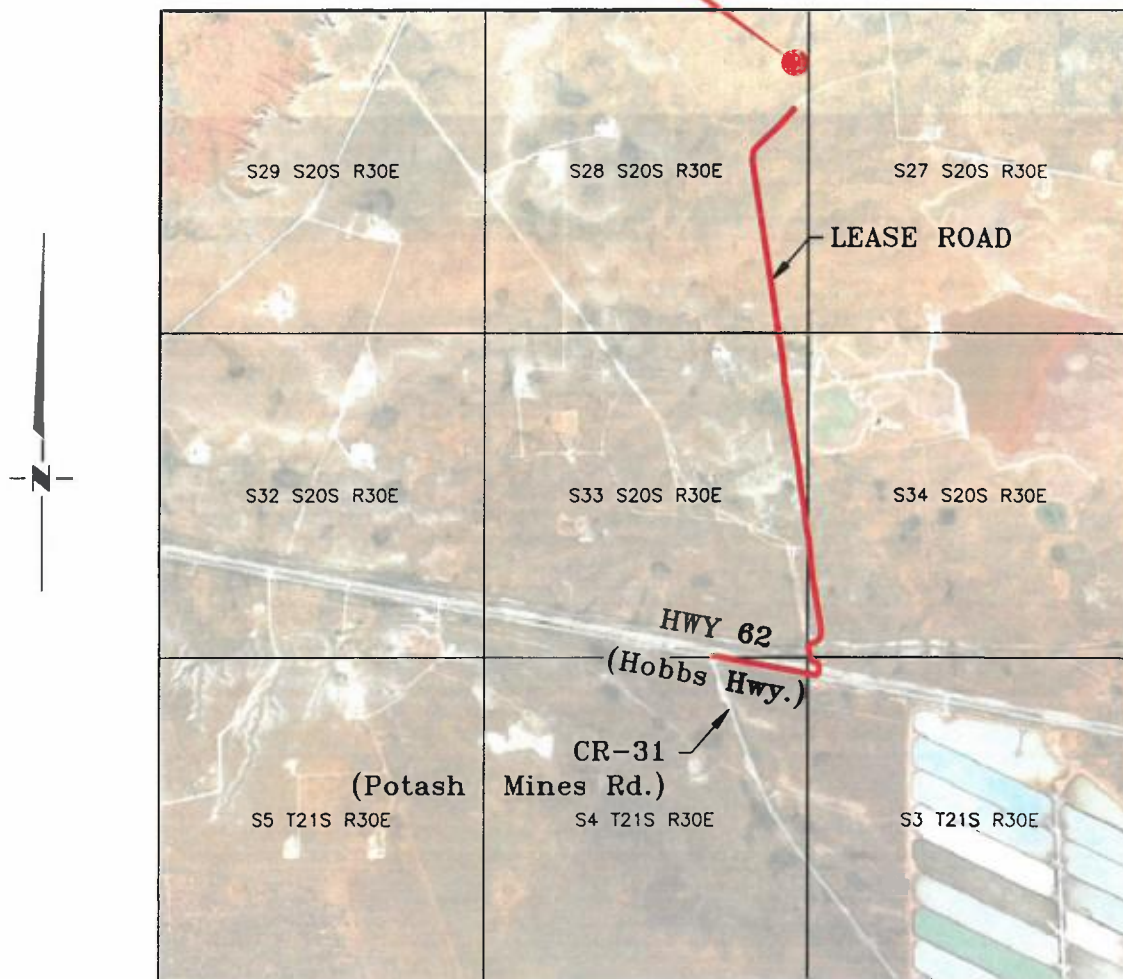 S29 S20S R30E
S28 S20S R30E
S27 S20S R30E
LEASE ROAD
N
S32 S20S R30E
S33 S20S R30E
S34 S20S R30E
HWY 62
(Hobbs Hwy.)
CR-31
(Potash Mines Rd.)
S5 T21S R30E
S4 T21S R30E
S3 T21S R30E